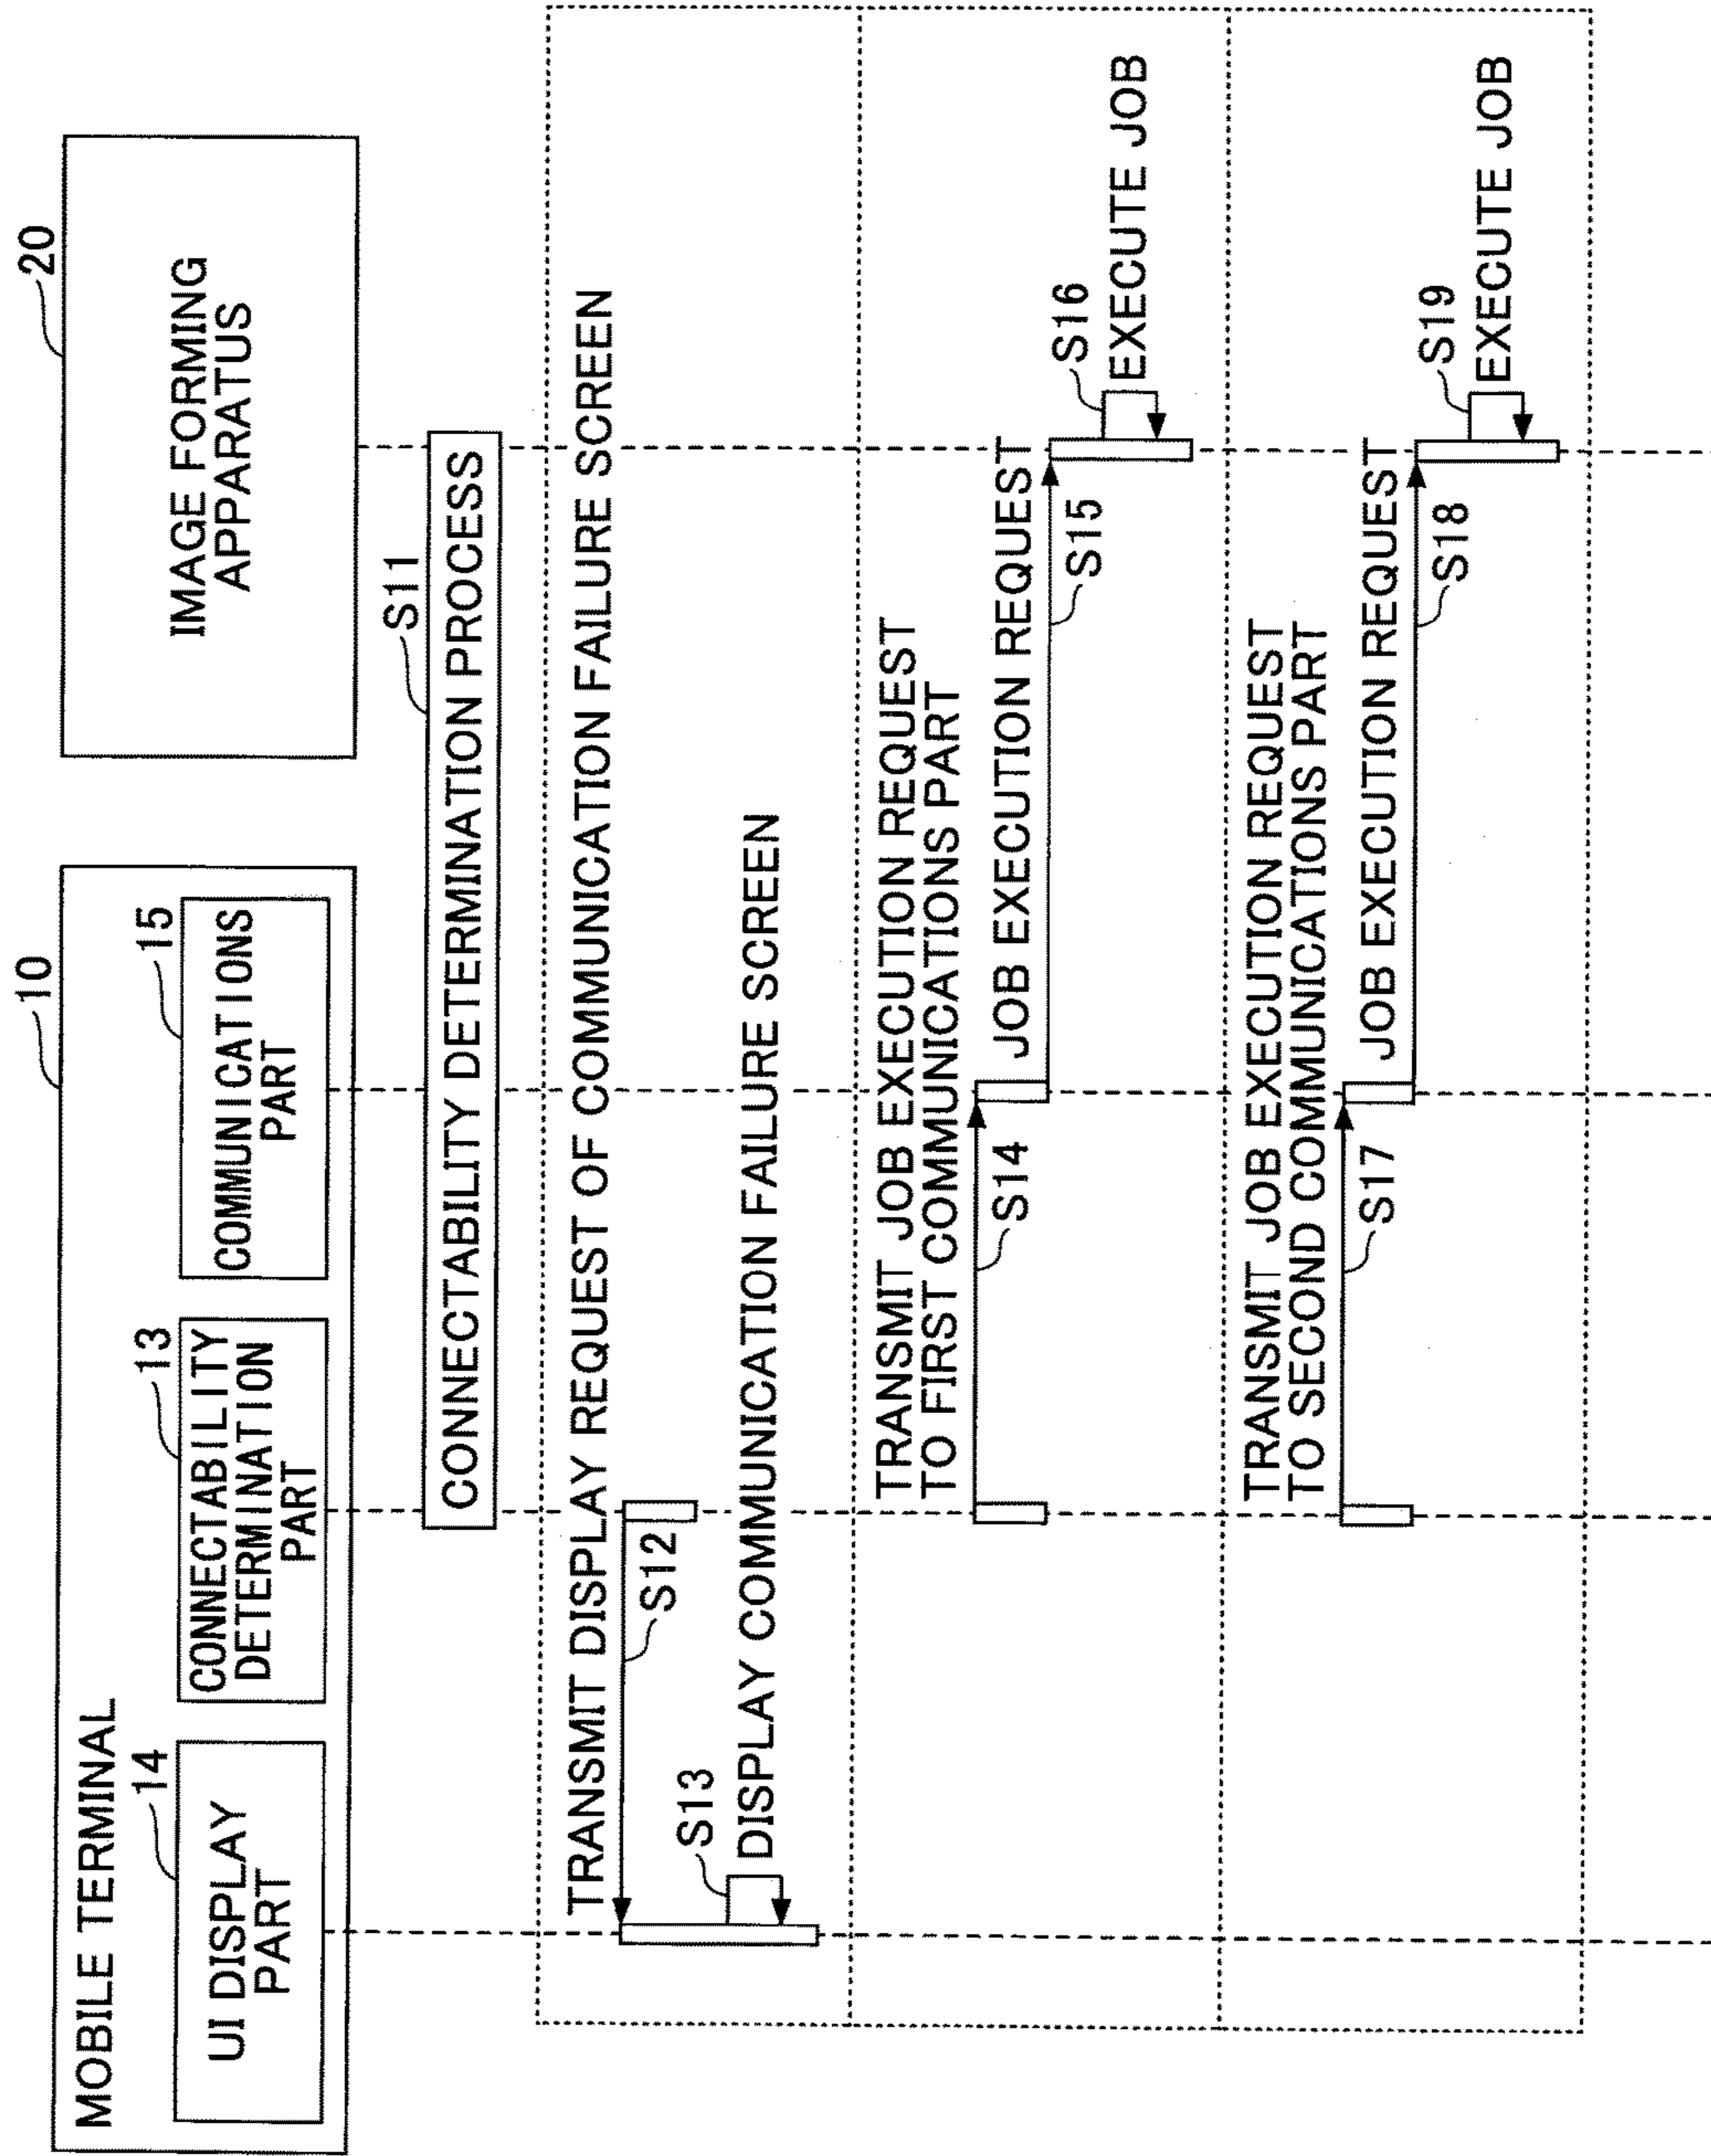 MOBILE TERMINAL
10
14
UI DISPLAY
PART
13
CONNECTABILITY
DETERMINATION
PART
15
COMMUNICATIONS
PART
20
IMAGE FORMING
APPARATUS
S11
CONNECTABILITY DETERMINATION PROCESS
TRANSMIT DISPLAY REQUEST OF COMMUNICATION FAILURE SCREEN
S12
S13
DISPLAY COMMUNICATION FAILURE SCREEN
TRANSMIT JOB EXECUTION REQUEST
TO FIRST COMMUNICATIONS PART
S14
JOB EXECUTION REQUEST
S15
S16
EXECUTE JOB
TRANSMIT JOB EXECUTION REQUEST
TO SECOND COMMUNICATIONS PART
S17
JOB EXECUTION REQUEST
S18
S19
EXECUTE JOB